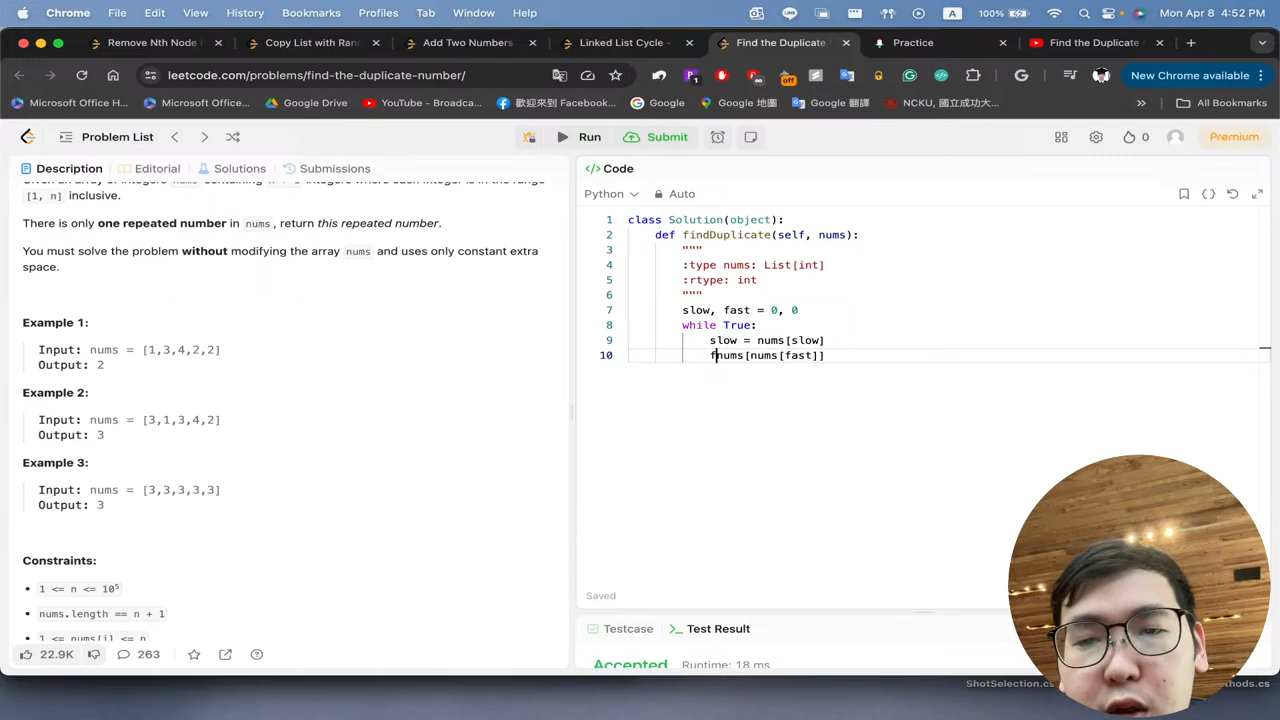 Chrome File Edit View History Bookmarks Profiles Tab Window Help
A 100% Mon Apr 8 4:52 PM
Remove Nth Node Copy List with Ran Add Two Numbers Linked List Cycle - Find the Duplicate Practice Find the Duplicate
leetcode.com/problems/find-the-duplicate-number/
1 off New Chrome available
Microsoft Office H... Microsoft Office... Google Drive YouTube - Broadca... 歡迎來到 Facebook... Google Google 地圖 Google 翻譯 NCKU, 國立成功大... All Bookmarks
Problem List Run Submit 0 Premium
Description Editorial Solutions Submissions
[1, n] inclusive.
There is only one repeated number in nums, return this repeated number.
You must solve the problem without modifying the array nums and uses only constant extra
space.
Example 1:
Input: nums = [1,3,4,2,2]
Output: 2
Example 2:
Input: nums = [3,1,3,4,2]
Output: 3
Example 3:
Input: nums = [3,3,3,3,3]
Output: 3
Constraints:
1 <= n <= 10⁵
nums.length == n + 1
1 <= nums[i] <= n
22.9K 263
</> Code
Python Auto
1 class Solution(object):
2 def findDuplicate(self, nums):
3 """
4 :type nums: List[int]
5 :rtype: int
6 """
7 slow, fast = 0, 0
8 while True:
9 slow = nums[slow]
10 fnums[nums[fast]]
Saved
Testcase Test Result
Accepted Runtime: 18 ms
ShotSelection.cs
hods.cs